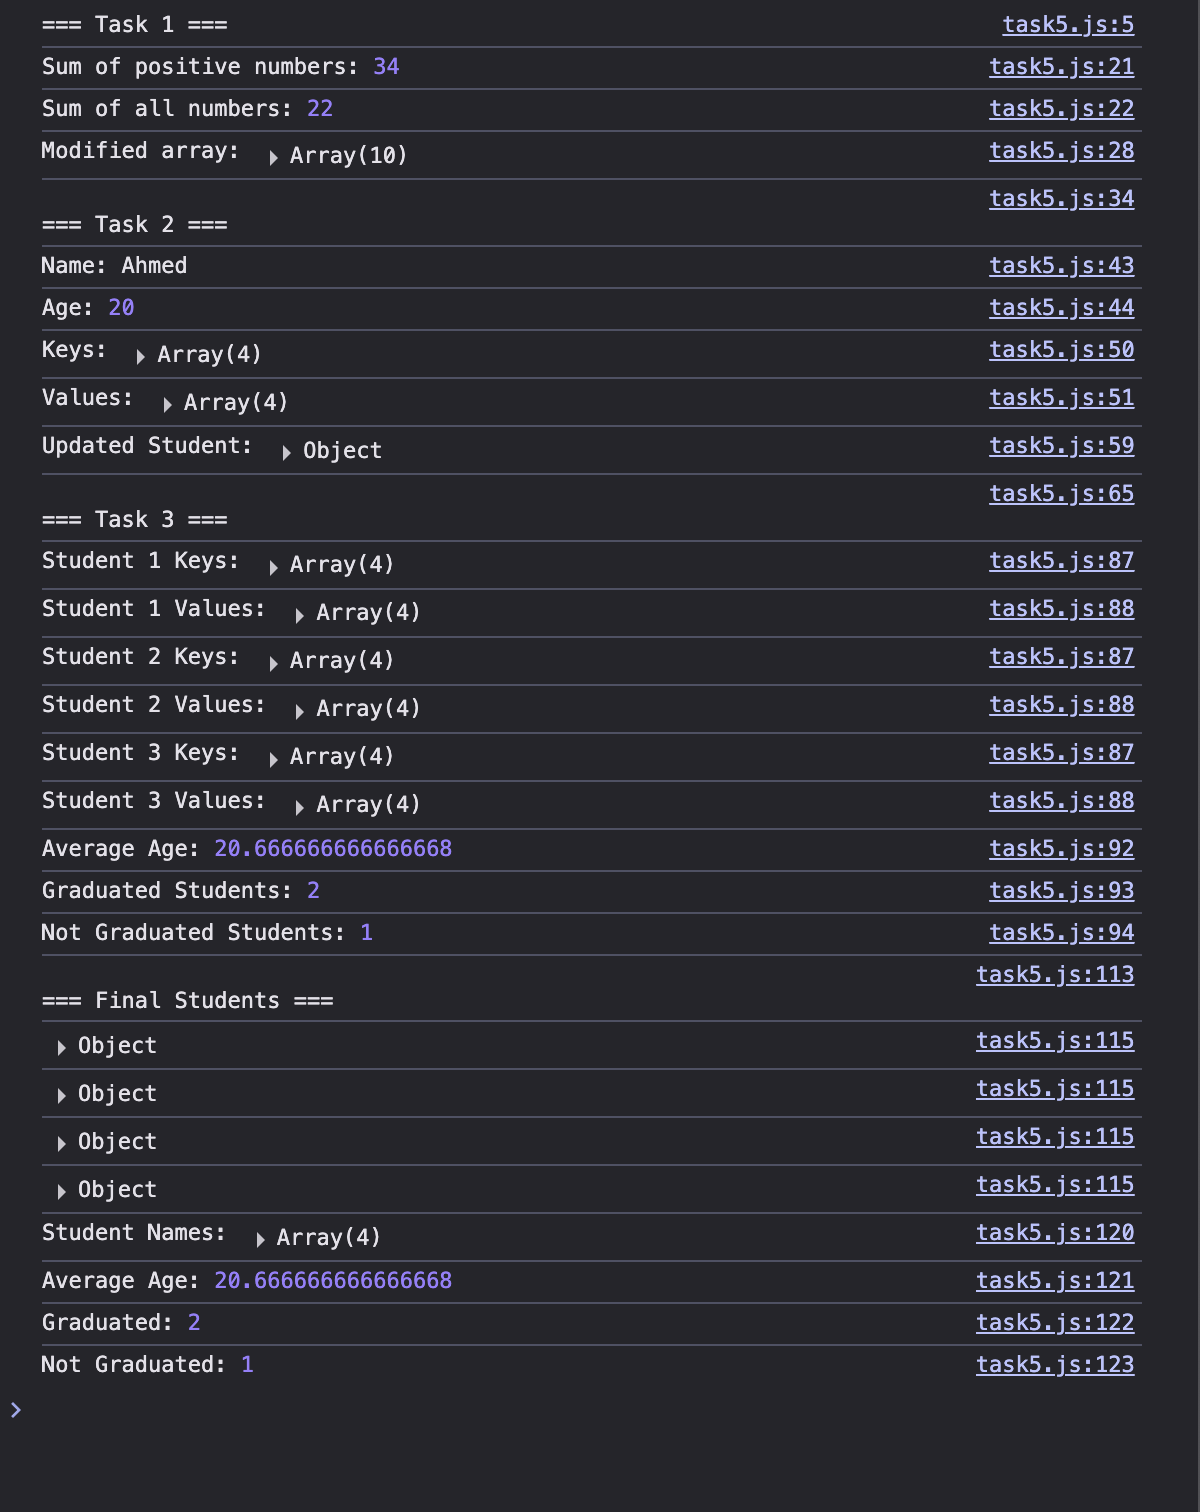 === Task 1 === task5.js:5
Sum of positive numbers: 34 task5.js:21
Sum of all numbers: 22 task5.js:22
Modified array: Array(10) task5.js:28
task5.js:34
=== Task 2 ===
Name: Ahmed task5.js:43
Age: 20 task5.js:44
Keys: Array(4) task5.js:50
Values: Array(4) task5.js:51
Updated Student: Object task5.js:59
task5.js:65
=== Task 3 ===
Student 1 Keys: Array(4) task5.js:87
Student 1 Values: Array(4) task5.js:88
Student 2 Keys: Array(4) task5.js:87
Student 2 Values: Array(4) task5.js:88
Student 3 Keys: Array(4) task5.js:87
Student 3 Values: Array(4) task5.js:88
Average Age: 20.666666666666668 task5.js:92
Graduated Students: 2 task5.js:93
Not Graduated Students: 1 task5.js:94
task5.js:113
=== Final Students ===
Object task5.js:115
Object task5.js:115
Object task5.js:115
Object task5.js:115
Student Names: Array(4) task5.js:120
Average Age: 20.666666666666668 task5.js:121
Graduated: 2 task5.js:122
Not Graduated: 1 task5.js:123